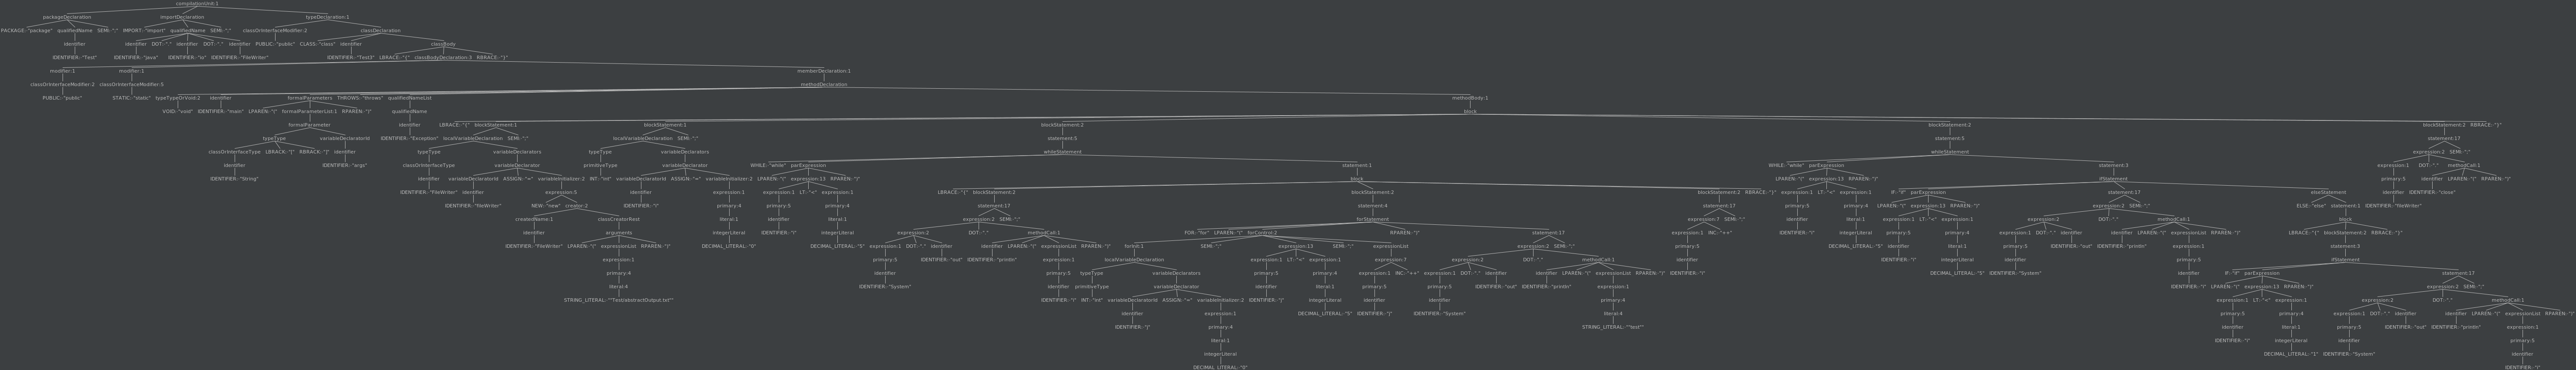 compilationUnit:1
packageDeclaration importDeclaration typeDeclaration:1
PACKAGE:-"package" qualifiedName SEMI:-";" IMPORT:-"import" qualifiedName SEMI:-";" classOrInterfaceModifier:2 classDeclaration
identifier identifier DOT:-"." identifier DOT:-"." identifier PUBLIC:-"public" CLASS:-"class" identifier classBody
IDENTIFIER:-"Test" IDENTIFIER:-"java" IDENTIFIER:-"io" IDENTIFIER:-"FileWriter" IDENTIFIER:-"Test3" LBRACE:-"{" classBodyDeclaration:3 RBRACE:-"}"
modifier:1 modifier:1 memberDeclaration:1
classOrInterfaceModifier:2 classOrInterfaceModifier:5 methodDeclaration
PUBLIC:-"public" STATIC:-"static" typeTypeOrVoid:2 identifier formalParameters THROWS:-"throws" qualifiedNameList methodBody:1
VOID:-"void" IDENTIFIER:-"main" LPAREN:-"(" formalParameterList:1 RPAREN:-")" qualifiedName block
formalParameter identifier LBRACE:-"{" blockStatement:1 blockStatement:1 blockStatement:2 blockStatement:2 blockStatement:2 RBRACE:-"}"
typeType variableDeclaratorId IDENTIFIER:-"Exception" localVariableDeclaration SEMI:-";" localVariableDeclaration SEMI:-";" statement:5 statement:5 statement:17
classOrInterfaceType LBRACK:-"[" RBRACK:-"]" identifier typeType variableDeclarators typeType variableDeclarators whileStatement whileStatement expression:2 SEMI:-";"
identifier IDENTIFIER:-"args" classOrInterfaceType variableDeclarator primitiveType variableDeclarator WHILE:-"while" parExpression statement:1 WHILE:-"while" parExpression statement:3 expression:1 DOT:-"." methodCall:1
IDENTIFIER:-"String" identifier variableDeclaratorId ASSIGN:-"=" variableInitializer:2 INT:-"int" variableDeclaratorId ASSIGN:-"=" variableInitializer:2 LPAREN:-"(" expression:13 RPAREN:-")" block LPAREN:-"(" expression:13 RPAREN:-")" ifStatement primary:5 identifier LPAREN:-"(" RPAREN:-")"
IDENTIFIER:-"FileWriter" identifier expression:5 identifier expression:1 expression:1 LT:-"<" expression:1 LBRACE:-"{" blockStatement:2 blockStatement:2 blockStatement:2 RBRACE:-"}" expression:1 LT:-"<" expression:1 IF:-"if" parExpression statement:17 elseStatement identifier IDENTIFIER:-"close"
IDENTIFIER:-"fileWriter" NEW:-"new" creator:2 IDENTIFIER:-"i" primary:4 primary:5 primary:4 statement:17 statement:4 statement:17 primary:5 primary:4 LPAREN:-"(" expression:13 RPAREN:-")" expression:2 SEMI:-";" ELSE:-"else" statement:1 IDENTIFIER:-"fileWriter"
createdName:1 classCreatorRest literal:1 identifier literal:1 expression:2 SEMI:-";" forStatement expression:7 SEMI:-";" identifier literal:1 expression:1 LT:-"<" expression:1 expression:2 DOT:-"." methodCall:1 block
identifier arguments integerLiteral IDENTIFIER:-"i" integerLiteral expression:2 DOT:-"." methodCall:1 FOR:-"for" LPAREN:-"(" forControl:2 RPAREN:-")" statement:17 expression:1 INC:-"++" IDENTIFIER:-"i" integerLiteral primary:5 primary:4 expression:1 DOT:-"." identifier identifier LPAREN:-"(" expressionList RPAREN:-")" LBRACE:-"{" blockStatement:2 RBRACE:-"}"
IDENTIFIER:-"FileWriter" LPAREN:-"(" expressionList RPAREN:-")" DECIMAL_LITERAL:-"0" DECIMAL_LITERAL:-"5" expression:1 DOT:-"." identifier identifier LPAREN:-"(" expressionList RPAREN:-")" forInit:1 SEMI:-";" expression:13 SEMI:-";" expressionList expression:2 SEMI:-";" primary:5 DECIMAL_LITERAL:-"5" identifier literal:1 primary:5 IDENTIFIER:-"out" IDENTIFIER:-"println" expression:1 statement:3
expression:1 primary:5 IDENTIFIER:-"out" IDENTIFIER:-"println" expression:1 localVariableDeclaration expression:1 LT:-"<" expression:1 expression:7 expression:2 DOT:-"." methodCall:1 identifier IDENTIFIER:-"i" integerLiteral identifier primary:5 ifStatement
primary:4 identifier primary:5 typeType variableDeclarators primary:5 primary:4 expression:1 INC:-"++" expression:1 DOT:-"." identifier identifier LPAREN:-"(" expressionList RPAREN:-")" IDENTIFIER:-"i" DECIMAL_LITERAL:-"5" IDENTIFIER:-"System" identifier IF:-"if" parExpression statement:17
literal:4 IDENTIFIER:-"System" identifier primitiveType variableDeclarator identifier literal:1 primary:5 primary:5 IDENTIFIER:-"out" IDENTIFIER:-"println" expression:1 IDENTIFIER:-"i" LPAREN:-"(" expression:13 RPAREN:-")" expression:2 SEMI:-";"
STRING_LITERAL:-""Test/abstractOutput.txt"" IDENTIFIER:-"i" INT:-"int" variableDeclaratorId ASSIGN:-"=" variableInitializer:2 IDENTIFIER:-"j" integerLiteral identifier identifier primary:4 expression:1 LT:-"<" expression:1 expression:2 DOT:-"." methodCall:1
identifier expression:1 DECIMAL_LITERAL:-"5" IDENTIFIER:-"j" IDENTIFIER:-"System" literal:4 primary:5 primary:4 expression:1 DOT:-"." identifier identifier LPAREN:-"(" expressionList RPAREN:-")"
IDENTIFIER:-"j" primary:4 STRING_LITERAL:-""test"" identifier literal:1 primary:5 IDENTIFIER:-"out" IDENTIFIER:-"println" expression:1
literal:1 IDENTIFIER:-"i" integerLiteral identifier primary:5
integerLiteral DECIMAL_LITERAL:-"1" IDENTIFIER:-"System" identifier
DECIMAL_LITERAL:-"0" IDENTIFIER:-"i"